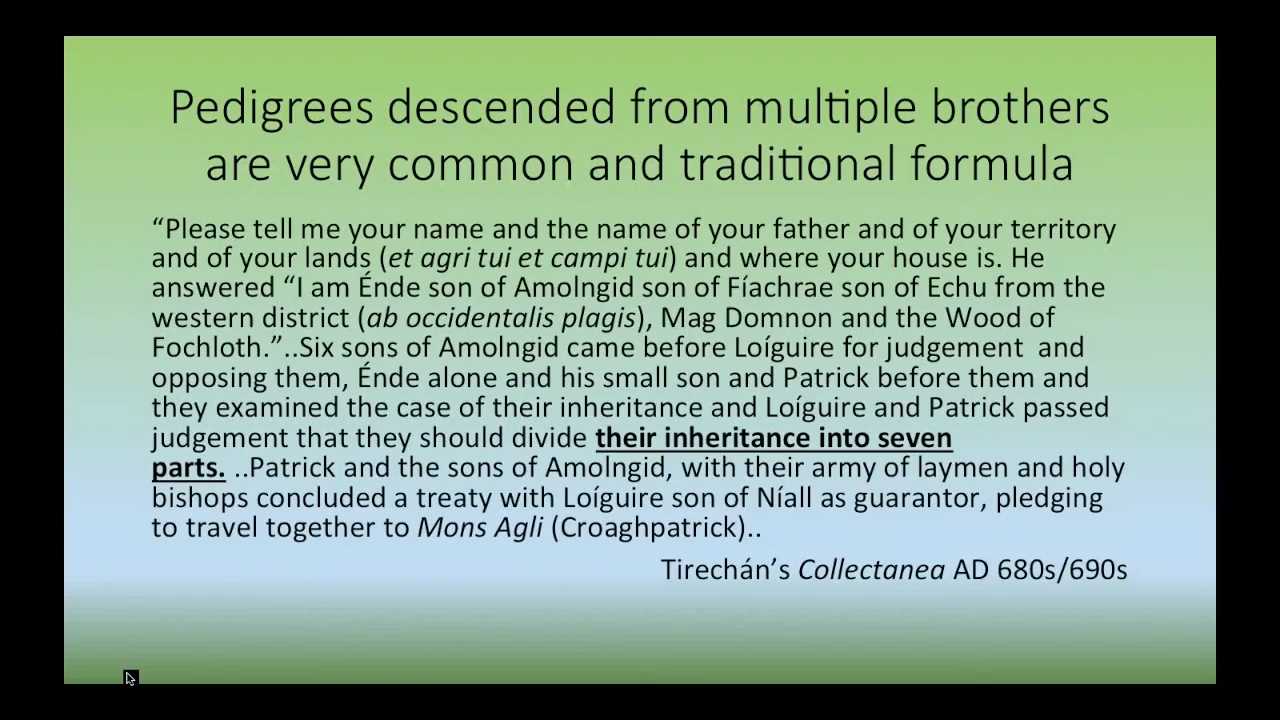 Pedigrees descended from multiple brothers
are very common and traditional formula
“Please tell me your name and the name of your father and of your territory
and of your lands (et agri tui et campi tui) and where your house is. He
answered “I am Énde son of Amolngid son of Fíachrae son of Echu from the
western district (ab occidentalis plagis), Mag Domnon and the Wood of
Fochloth.”..Six sons of Amolngid came before Loíguire for judgement and
opposing them, Énde alone and his small son and Patrick before them and
they examined the case of their inheritance and Loíguire and Patrick passed
judgement that they should divide their inheritance into seven
parts. ..Patrick and the sons of Amolngid, with their army of laymen and holy
bishops concluded a treaty with Loíguire son of Níall as guarantor, pledging
to travel together to Mons Agli (Croaghpatrick)..
Tirechán’s Collectanea AD 680s/690s